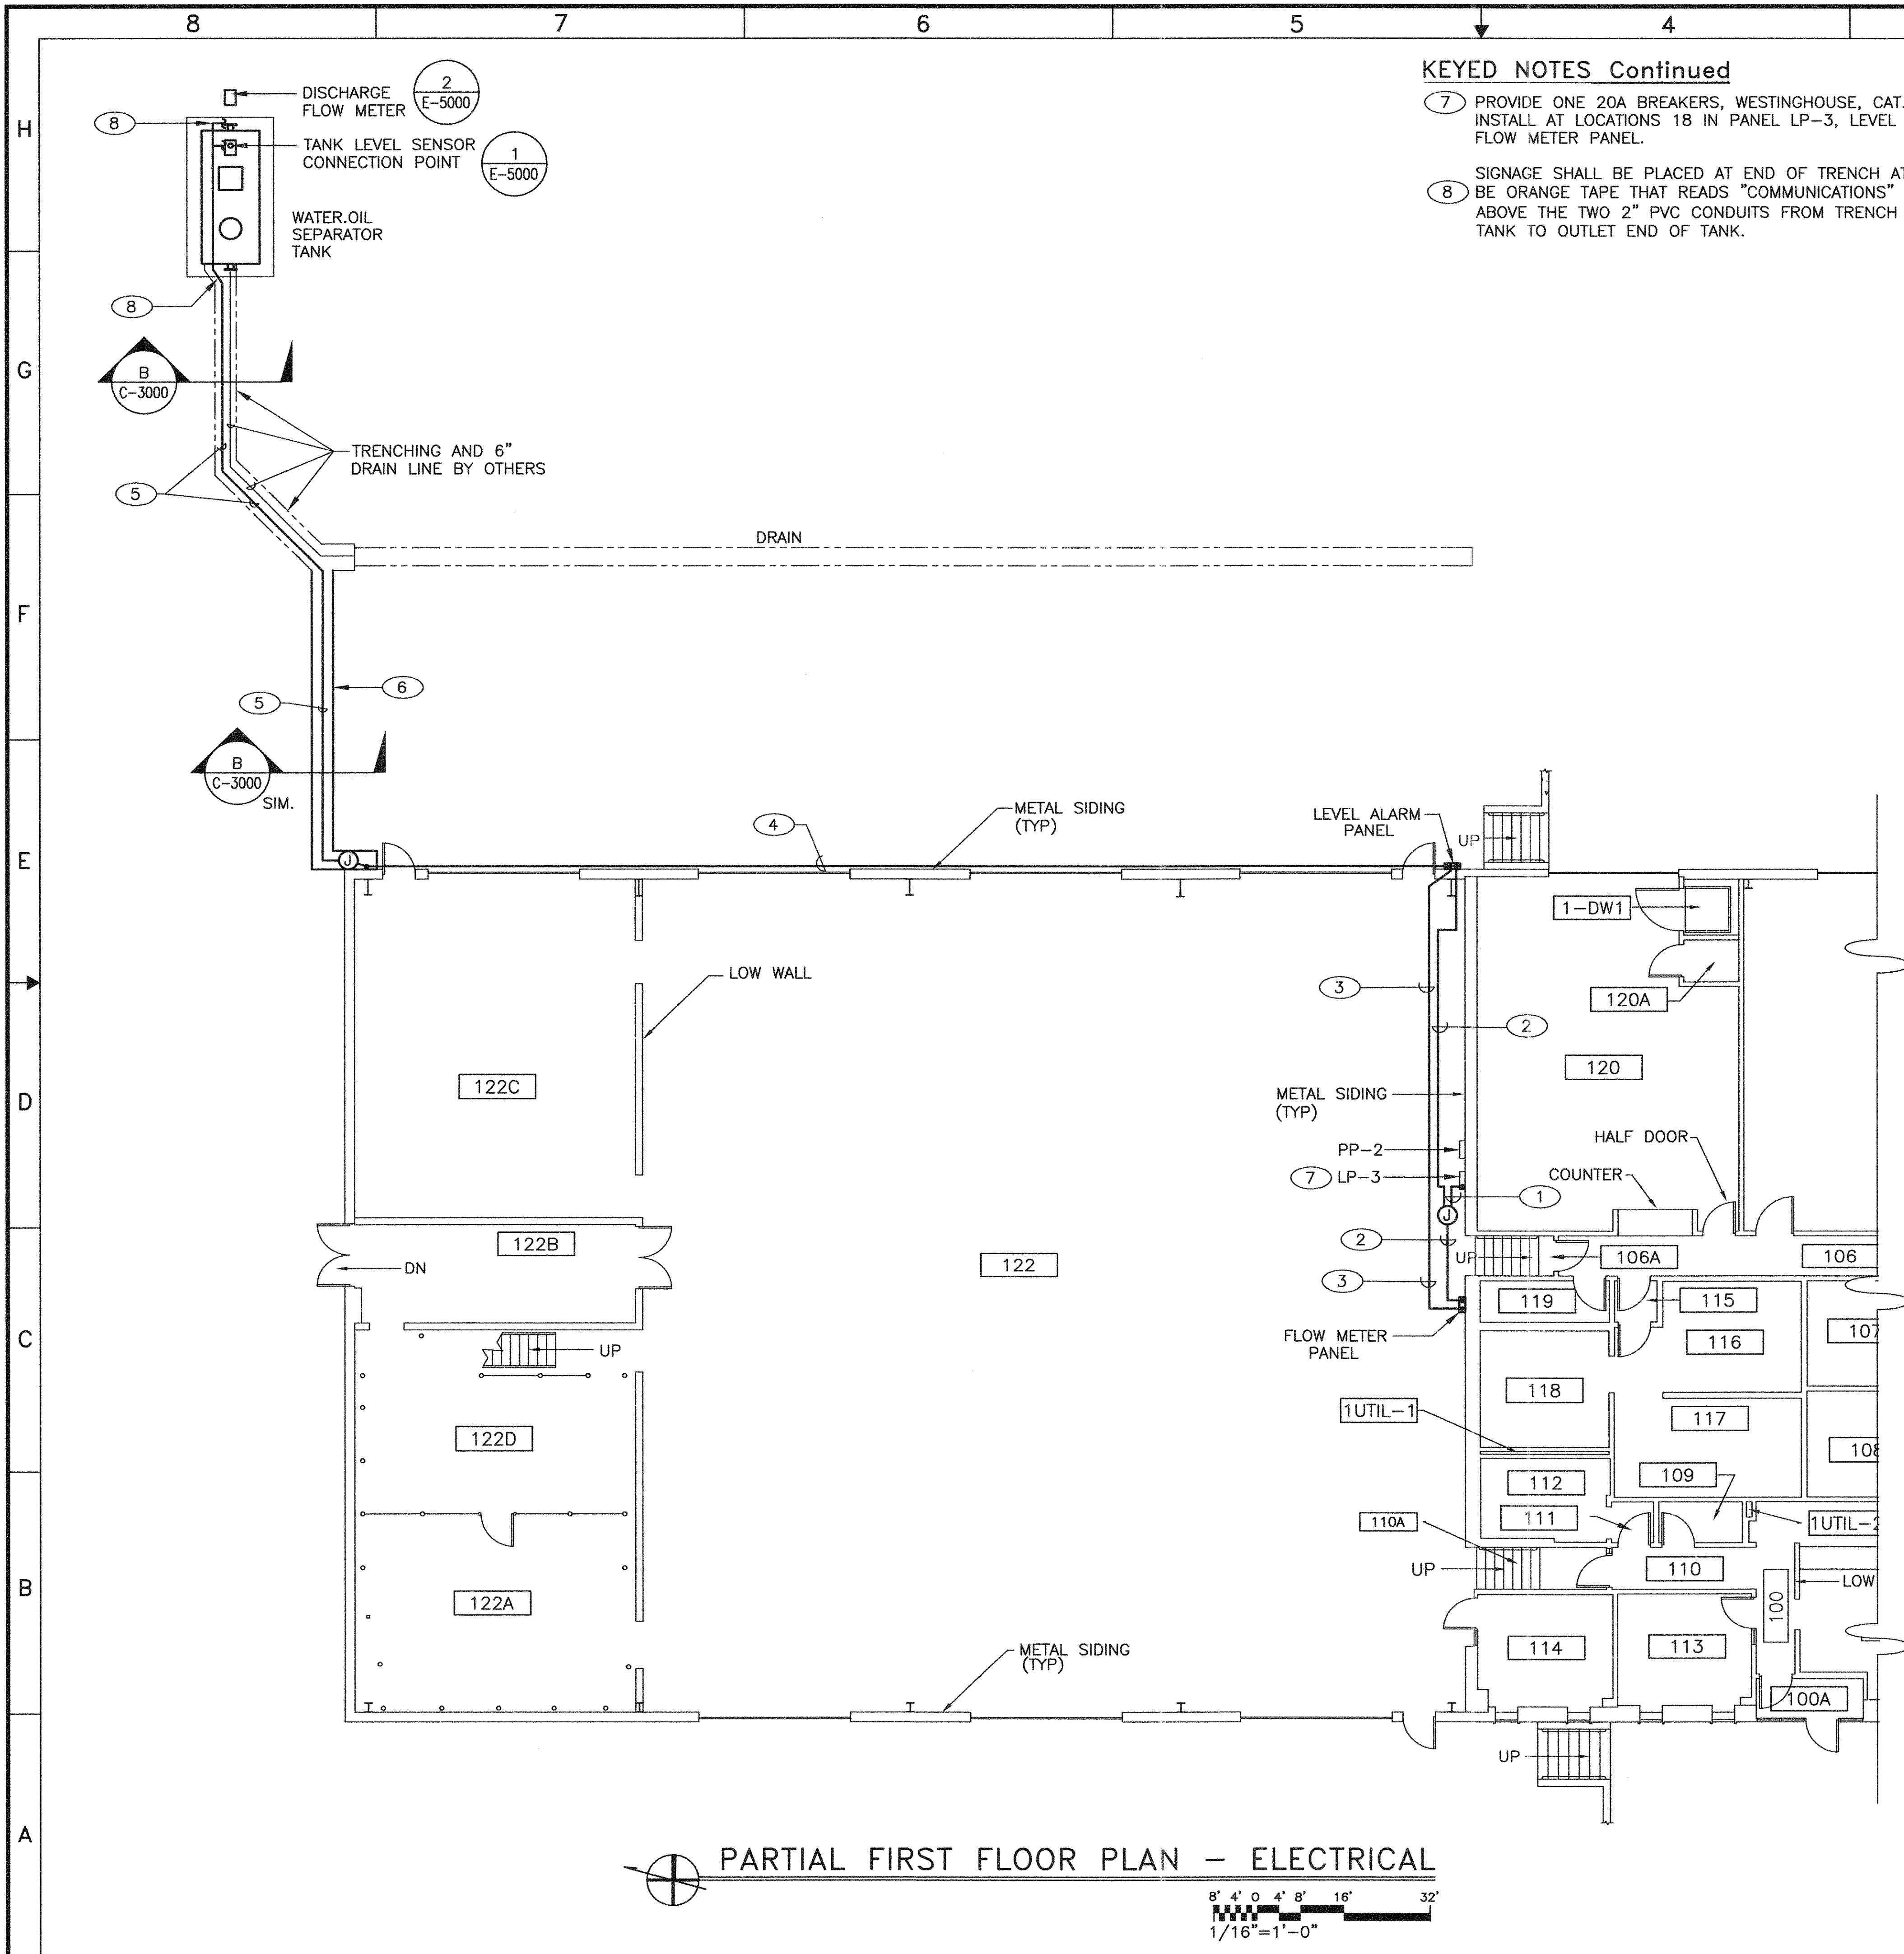 8 7 6 5 4
H
G
F
E
D
C
B
A
KEYED NOTES Continued
7 PROVIDE ONE 20A BREAKERS, WESTINGHOUSE, CAT.
INSTALL AT LOCATIONS 18 IN PANEL LP-3, LEVEL
FLOW METER PANEL.
SIGNAGE SHALL BE PLACED AT END OF TRENCH AT
8 BE ORANGE TAPE THAT READS "COMMUNICATIONS"
ABOVE THE TWO 2" PVC CONDUITS FROM TRENCH
TANK TO OUTLET END OF TANK.
DISCHARGE
FLOW METER
2
E-5000
8
TANK LEVEL SENSOR
CONNECTION POINT
1
E-5000
WATER.OIL
SEPARATOR
TANK
8
B
C-3000
TRENCHING AND 6"
DRAIN LINE BY OTHERS
5
DRAIN
6
5
B
C-3000
SIM.
J
4
METAL SIDING
(TYP)
LEVEL ALARM
PANEL
UP
1-DW1
120A
LOW WALL
3
2
120
122C
METAL SIDING
(TYP)
HALF DOOR
PP-2
7 LP-3
COUNTER
1
J
122B
DN
122
2
UP
106A
106
3
119
115
FLOW METER
PANEL
116
107
UP
118
1UTIL-1
117
122D
108
112
109
111
110A
1UTIL-2
UP
110
LOW
122A
100
METAL SIDING
(TYP)
114
113
100A
UP
PARTIAL FIRST FLOOR PLAN - ELECTRICAL
8' 4' 0 4' 8' 16' 32'
1/16"=1'-0"